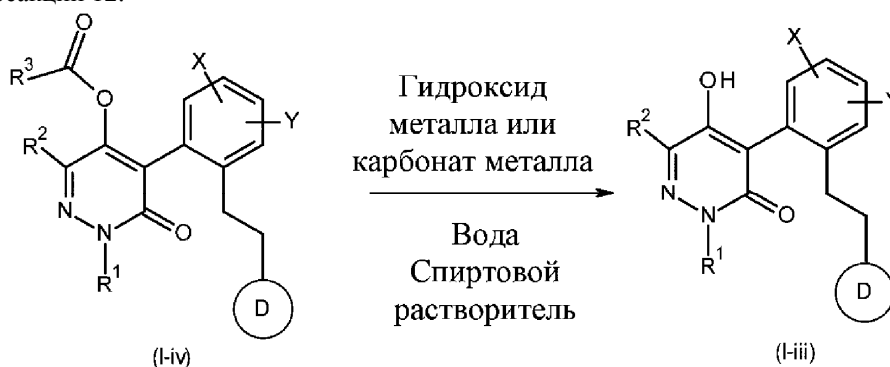 O
R³
O
R²
N
N
R¹
O
X
Y
D
(I-iv)
Гидроксид
металла или
карбонат металла
Вода
Спиртовой
растворитель
OH
R²
N
N
R¹
O
X
D
(I-iii)